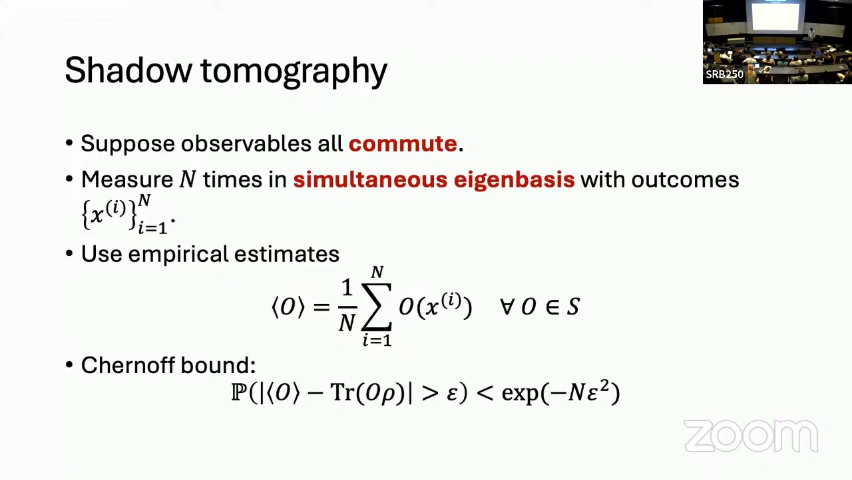 SRB250
Shadow tomography
• Suppose observables all commute.
• Measure N times in simultaneous eigenbasis with outcomes
{x^(i)}_{i=1}^N.
• Use empirical estimates
⟨O⟩ = 1/N ∑_{i=1}^N O(x^(i)) ∀ O ∈ S
• Chernoff bound:
ℙ(|⟨O⟩ − Tr(Oρ)| > ε) < exp(−Nε²)
zoom